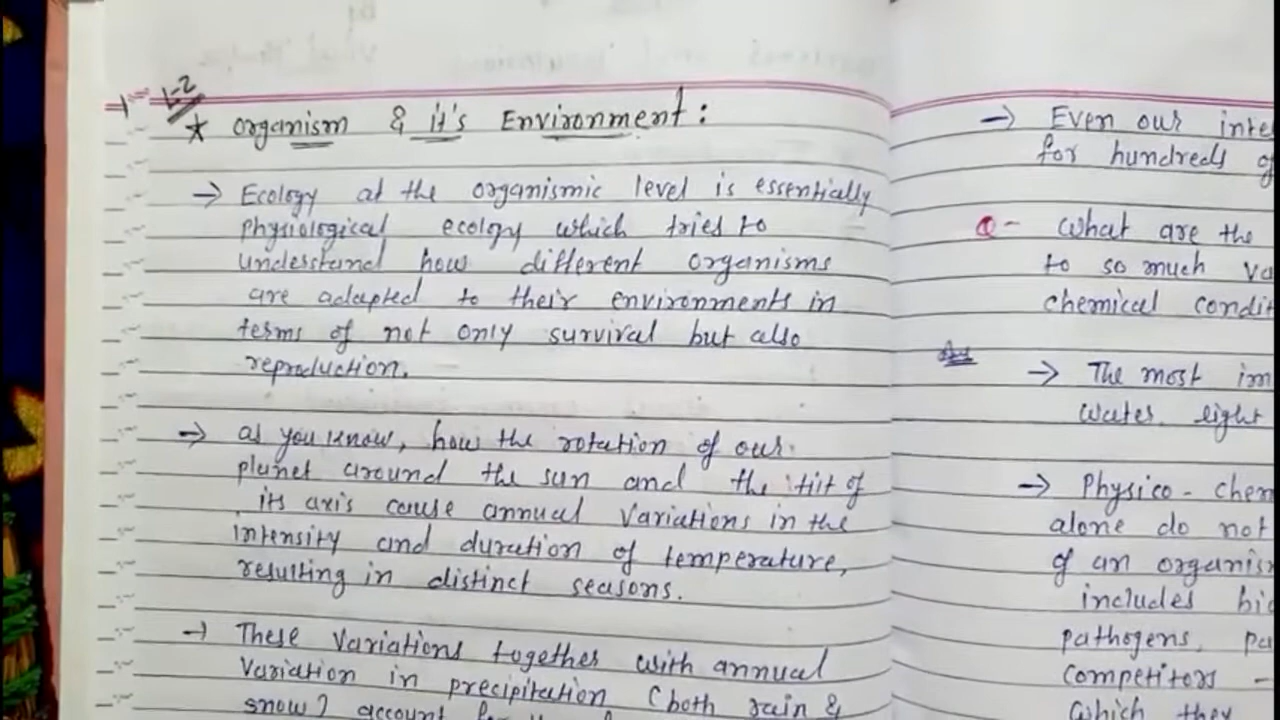 L-2
* Organism & it's Environment:
→ Ecology at the organismic level is essentially
physiological ecology which tries to
understand how different organisms
are adapted to their environments in
terms of not only survival but also
reproduction.
→ as you know, how the rotation of our
planet around the sun and the tilt of
its axis cause annual variations in the
intensity and duration of temperature,
resulting in distinct seasons.
→ These variations together with annual
variation in precipitation (both rain &
snow) account
→ Even our
for hundreds
Q- What are the
to so much
chemical
Ans
→ The most
water, light
→ Physico-
alone do not
of an
includes
pathogens,
competitors -
which they